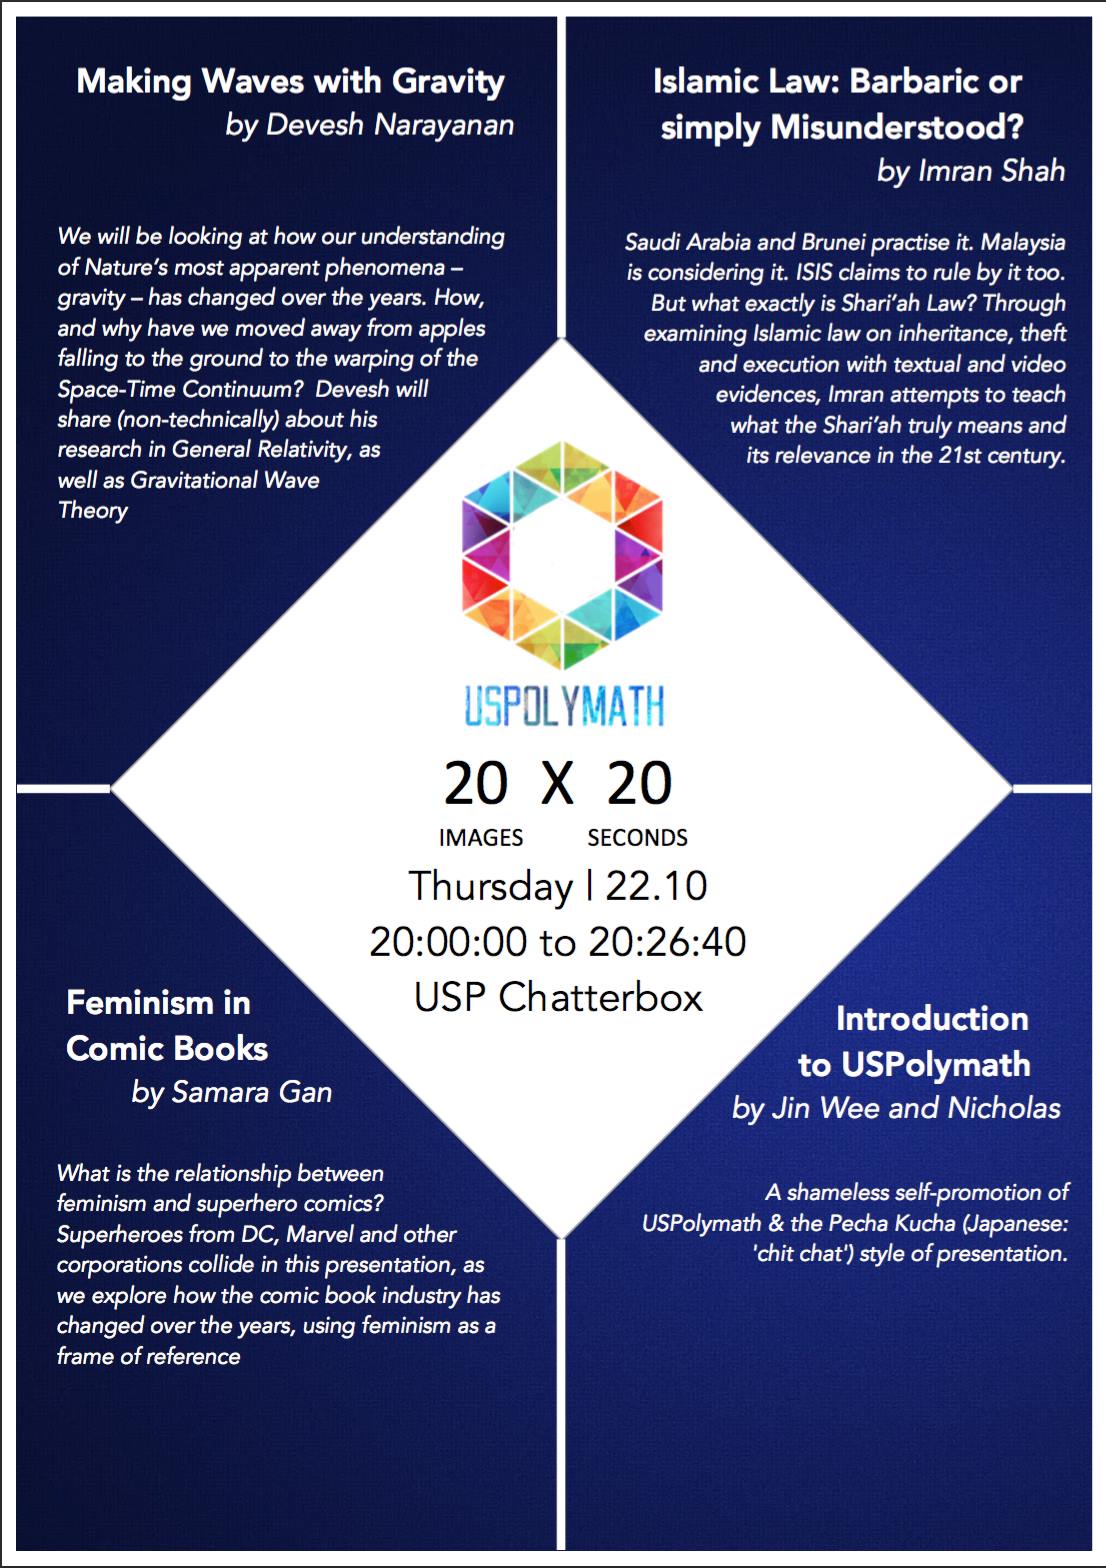 Making Waves with Gravity
by Devesh Narayanan
We will be looking at how our understanding
of Nature’s most apparent phenomena –
gravity – has changed over the years. How,
and why have we moved away from apples
falling to the ground to the warping of the
Space-Time Continuum?  Devesh will
share (non-technically) about his
research in General Relativity, as
well as Gravitational Wave
Theory
Islamic Law: Barbaric or
simply Misunderstood?
by Imran Shah
Saudi Arabia and Brunei practise it. Malaysia
is considering it. ISIS claims to rule by it too.
But what exactly is Shari’ah Law? Through
examining Islamic law on inheritance, theft
and execution with textual and video
evidences, Imran attempts to teach
what the Shari’ah truly means and
its relevance in the 21st century.
USPOLYMATH
20 X 20
IMAGES SECONDS
Thursday | 22.10
20:00:00 to 20:26:40
USP Chatterbox
Feminism in
Comic Books
by Samara Gan
What is the relationship between
feminism and superhero comics?
Superheroes from DC, Marvel and other
corporations collide in this presentation, as
we explore how the comic book industry has
changed over the years, using feminism as a
frame of reference
Introduction
to USPolymath
by Jin Wee and Nicholas
A shameless self-promotion of
USPolymath & the Pecha Kucha (Japanese:
'chit chat') style of presentation.